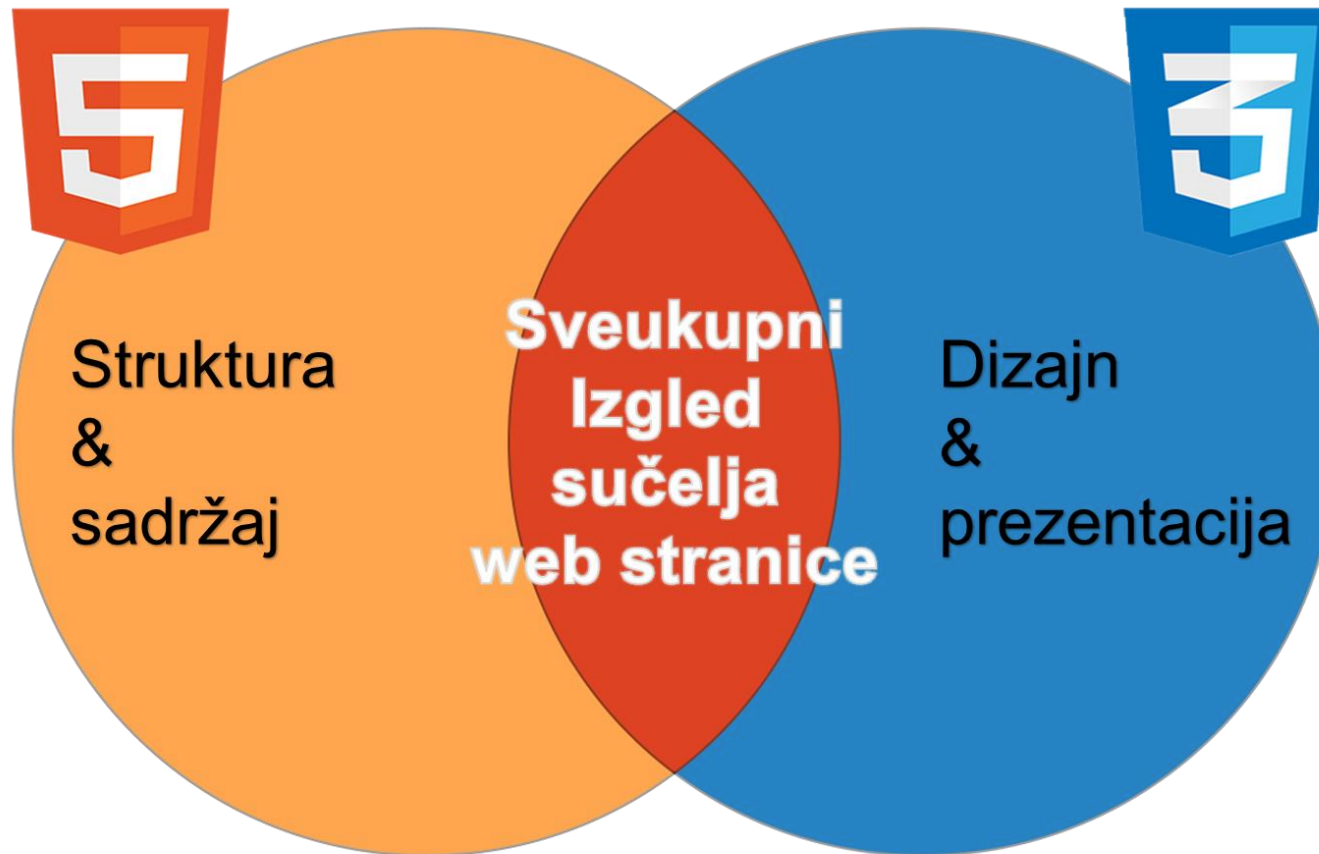 5
3
Struktura
&
sadržaj
Sveukupni
Izgled
sučelja
web stranice
Dizajn
&
prezentacija